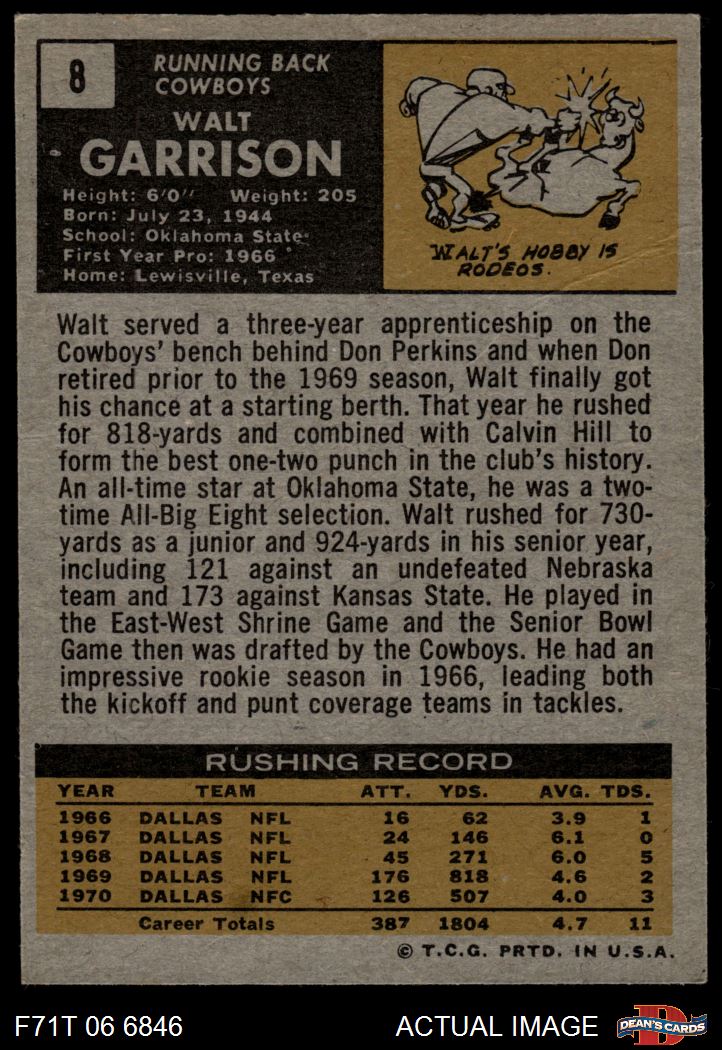 8
RUNNING BACK
COWBOYS
WALT
GARRISON
Height: 6'0" Weight: 205
Born: July 23, 1944
School: Oklahoma State
First Year Pro: 1966
Home: Lewisville, Texas
WALT'S HOBBY IS
RODEOS.
Walt served a three-year apprenticeship on the
Cowboys' bench behind Don Perkins and when Don
retired prior to the 1969 season, Walt finally got
his chance at a starting berth. That year he rushed
for 818-yards and combined with Calvin Hill to
form the best one-two punch in the club's history.
An all-time star at Oklahoma State, he was a two-
time All-Big Eight selection. Walt rushed for 730-
yards as a junior and 924-yards in his senior year,
including 121 against an undefeated Nebraska
team and 173 against Kansas State. He played in
the East-West Shrine Game and the Senior Bowl
Game then was drafted by the Cowboys. He had an
impressive rookie season in 1966, leading both
the kickoff and punt coverage teams in tackles.
RUSHING RECORD
YEAR TEAM ATT. YDS. AVG. TDS.
1966 DALLAS NFL 16 62 3.9 1
1967 DALLAS NFL 24 146 6.1 0
1968 DALLAS NFL 45 271 6.0 5
1969 DALLAS NFL 176 818 4.6 2
1970 DALLAS NFC 126 507 4.0 3
Career Totals 387 1804 4.7 11
© T.C.G. PRTD. IN U.S.A.
F71T 06 6846 ACTUAL IMAGE
D
DEAN'S CARDS